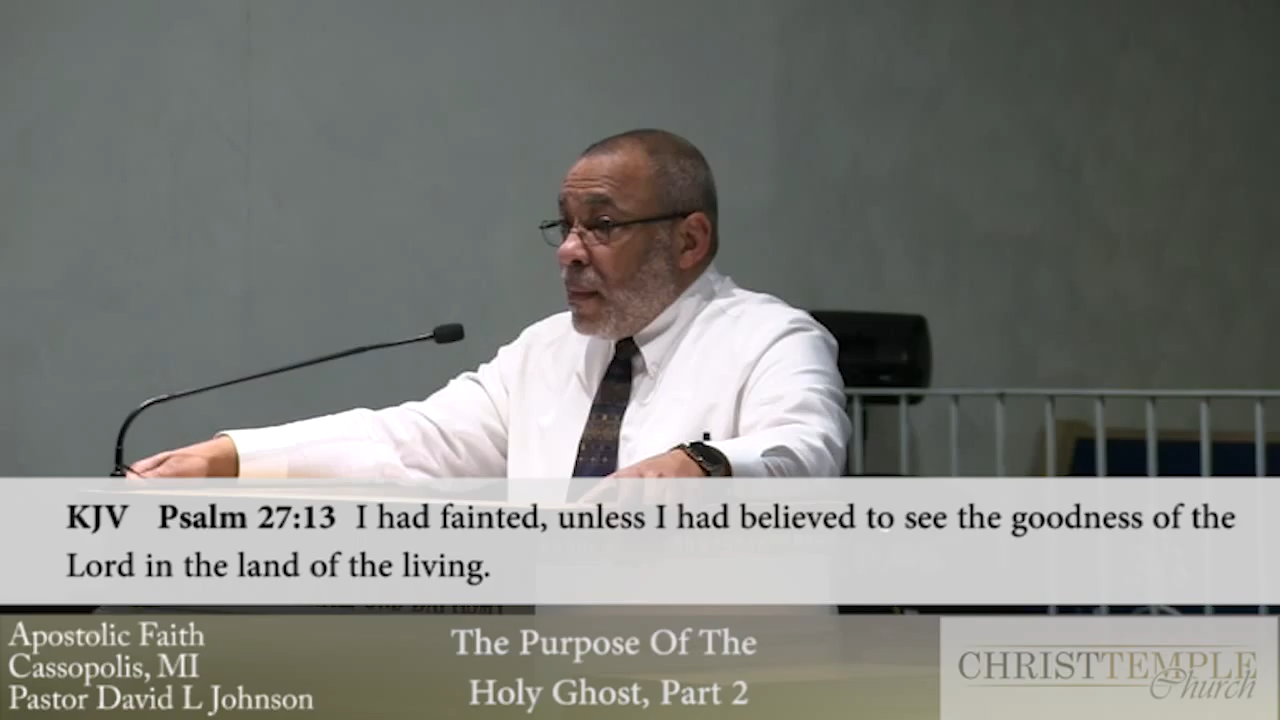 KJV Psalm 27:13 I had fainted, unless I had believed to see the goodness of the
Lord in the land of the living.
Apostolic Faith
Cassopolis, MI
Pastor David L Johnson
The Purpose Of The
Holy Ghost, Part 2
CHRISTTEMPLE
Church